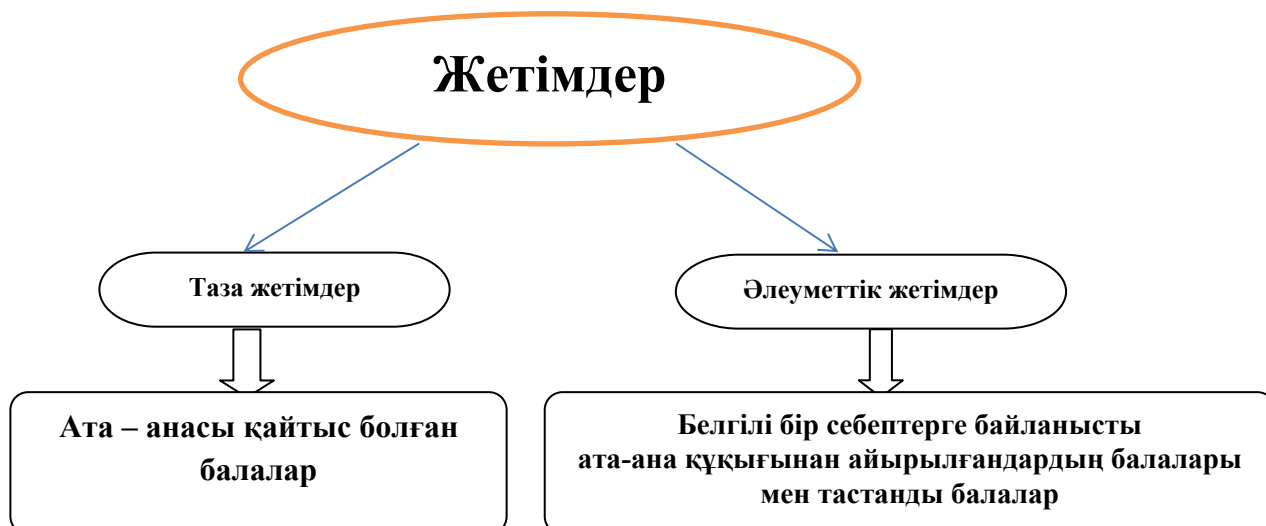 Жетімдер
Таза жетімдер
Әлеуметтік жетімдер
Ата – анасы қайтыс болған
балалар
Белгілі бір себептерге байланысты
ата-ана құқығынан айырылғандардың балалары
мен тастанды балалар